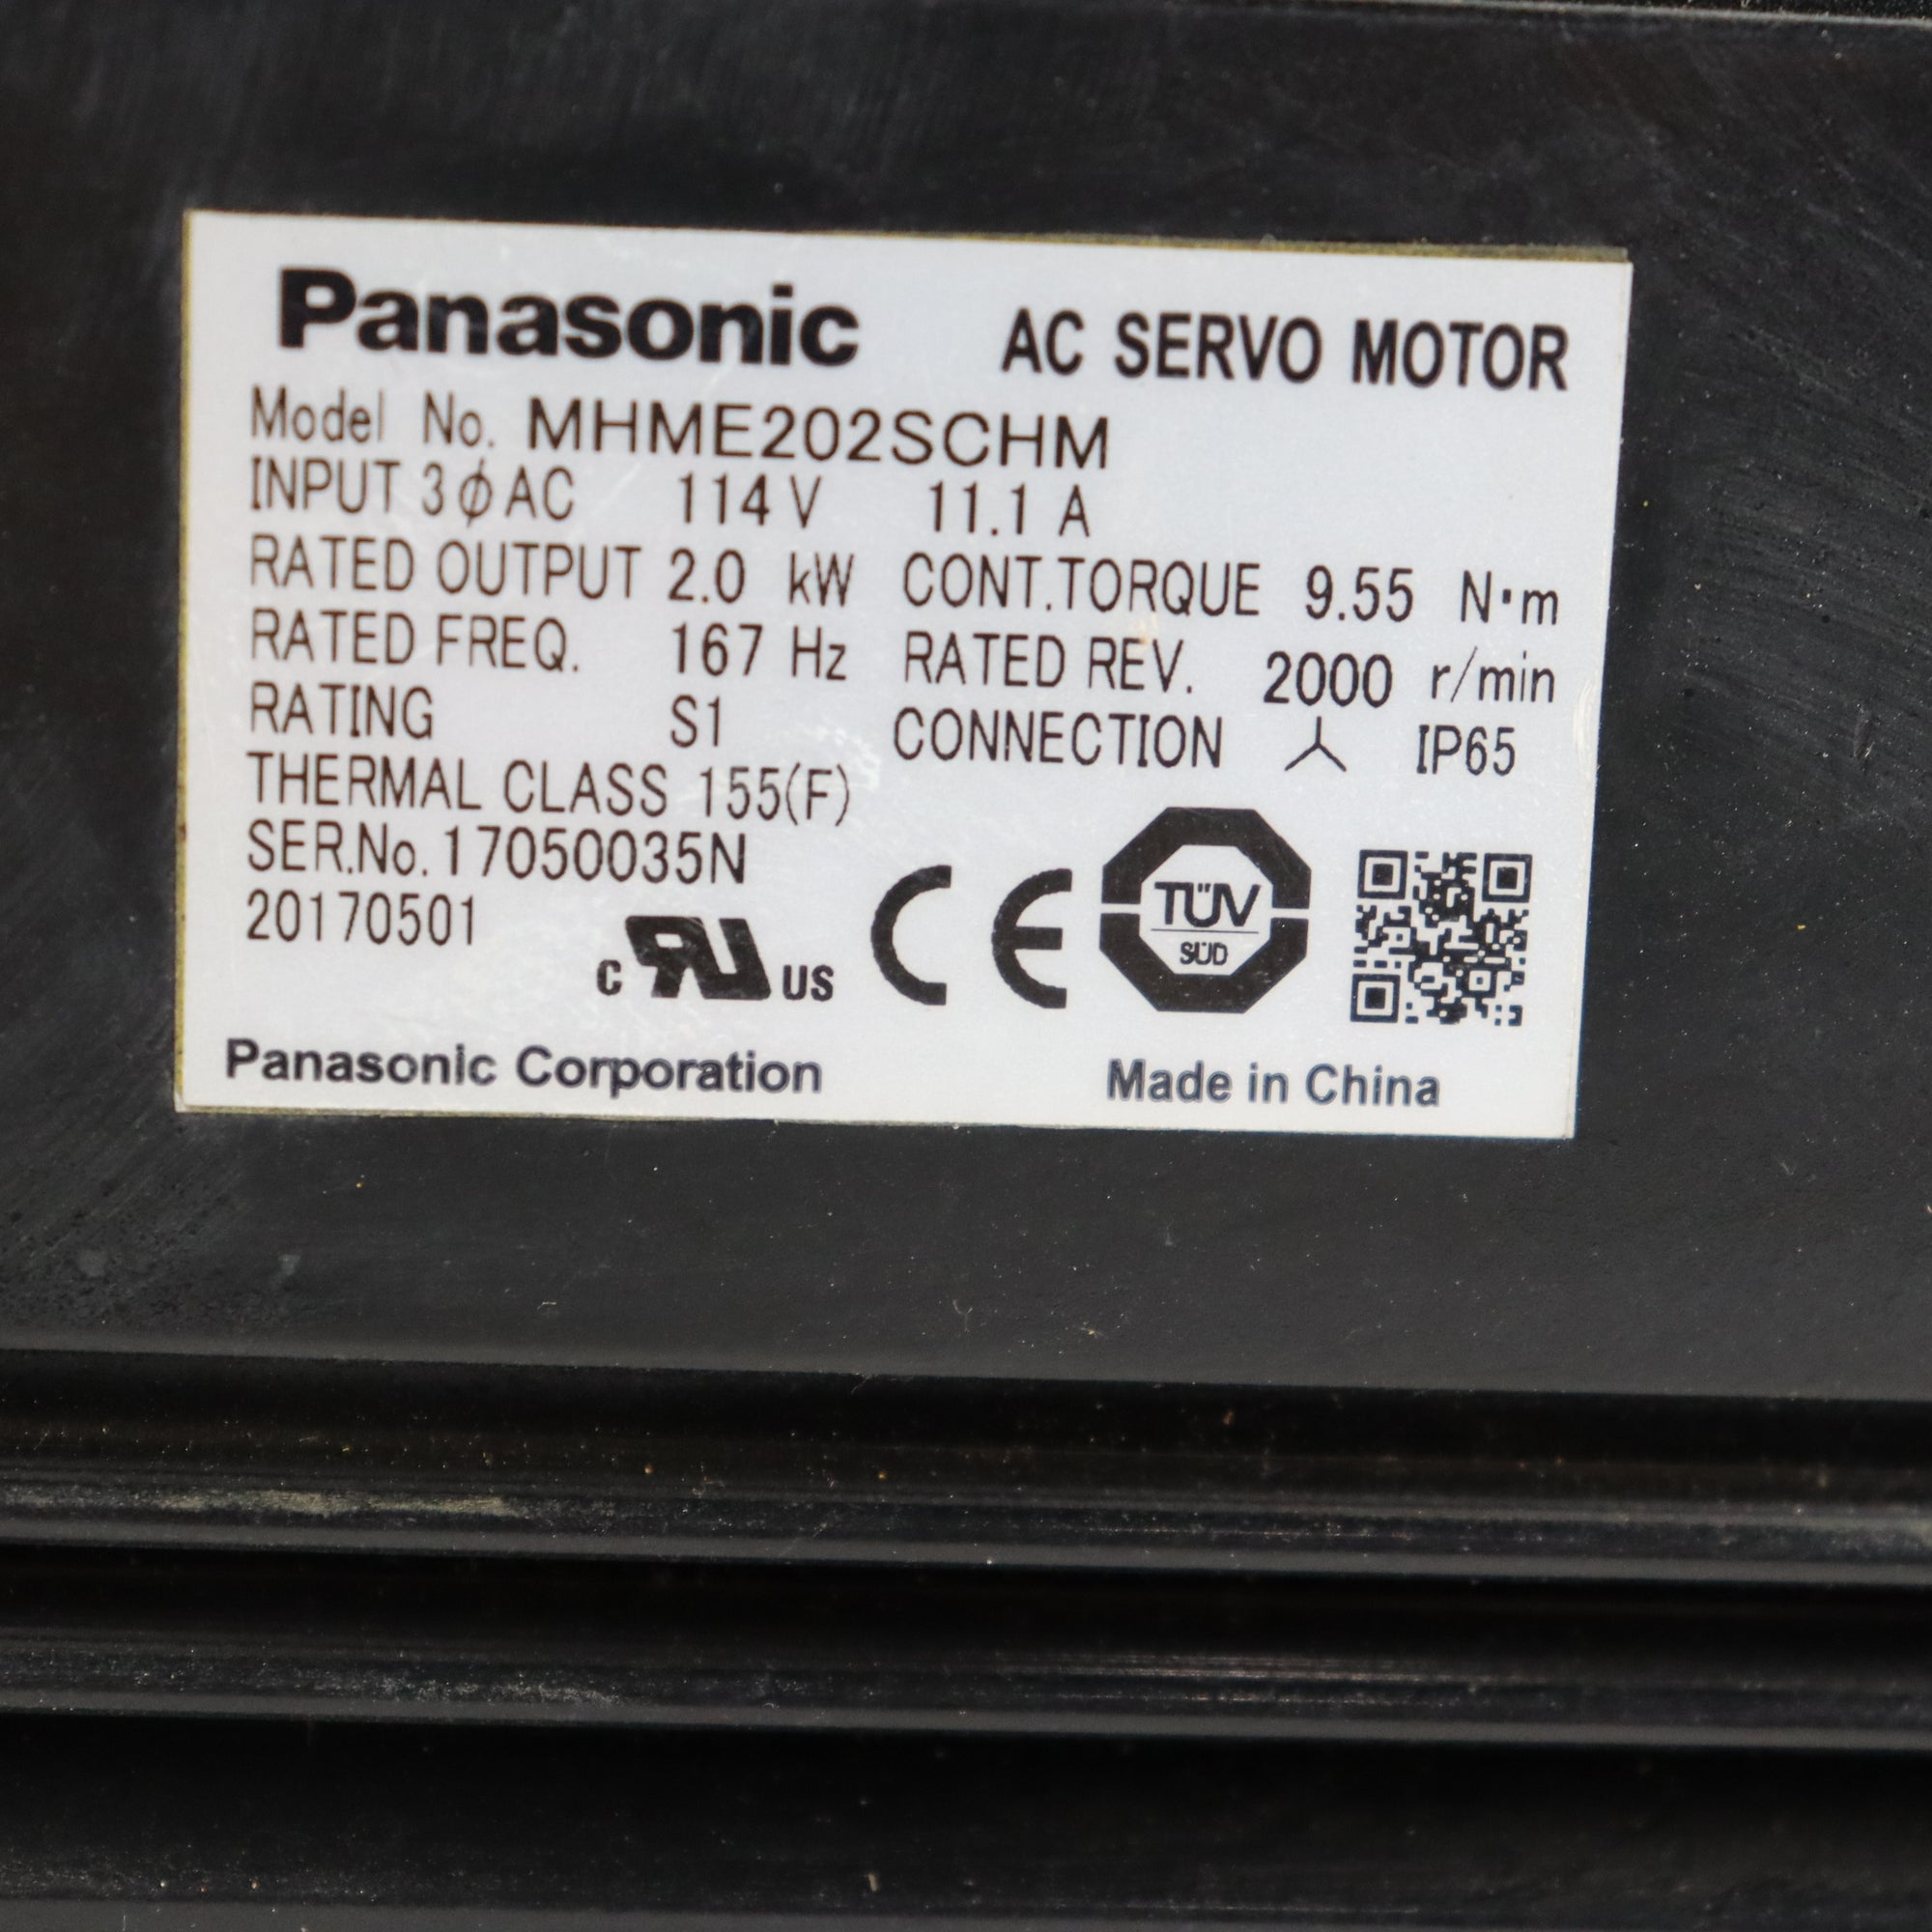 Panasonic AC SERVO MOTOR
Model No. MHME202SCHM
INPUT 3φAC 114 V 11.1 A
RATED OUTPUT 2.0 kW CONT.TORQUE 9.55 N·m
RATED FREQ. 167 Hz RATED REV. 2000 r/min
RATING S1 CONNECTION IP65
THERMAL CLASS 155(F)
SER.No.17050035N
20170501
c RU US CE TÜV SÜD
Panasonic Corporation Made in China